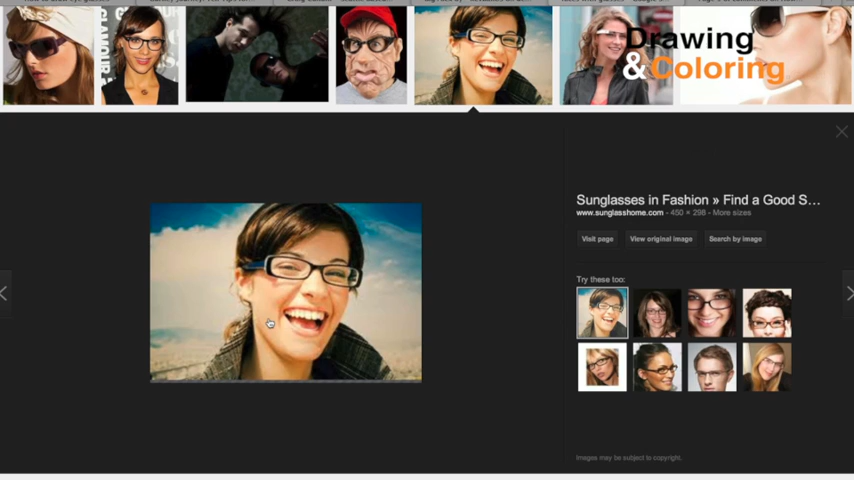 Drawing
& Coloring
GLAMOUR
Sunglasses in Fashion » Find a Good S...
www.sunglasshome.com - 450 × 298 - More sizes
Visit page
View original image
Search by image
Try these too:
Images may be subject to copyright.